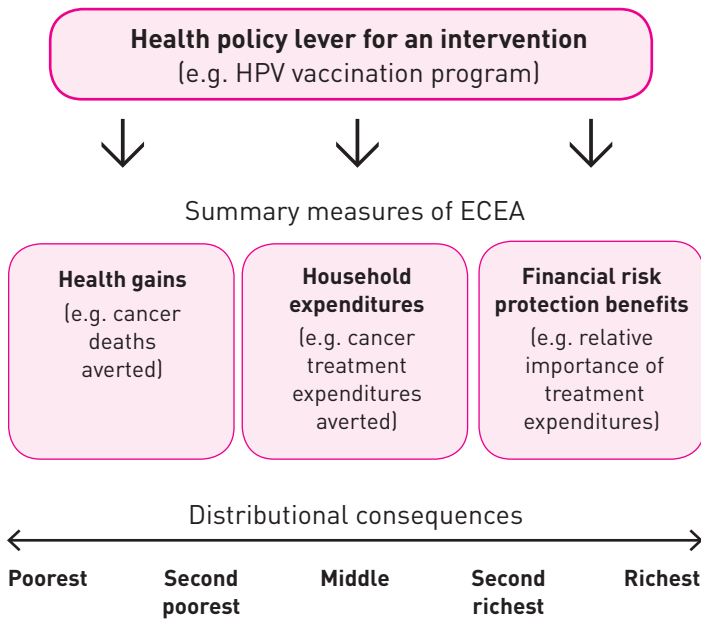 Health policy lever for an intervention
(e.g. HPV vaccination program)
Summary measures of ECEA
Health gains
(e.g. cancer
deaths
averted)
Household
expenditures
(e.g. cancer
treatment
expenditures
averted)
Financial risk
protection benefits
(e.g. relative
importance of
treatment
expenditures)
Distributional consequences
Poorest
Second
poorest
Middle
Second
richest
Richest